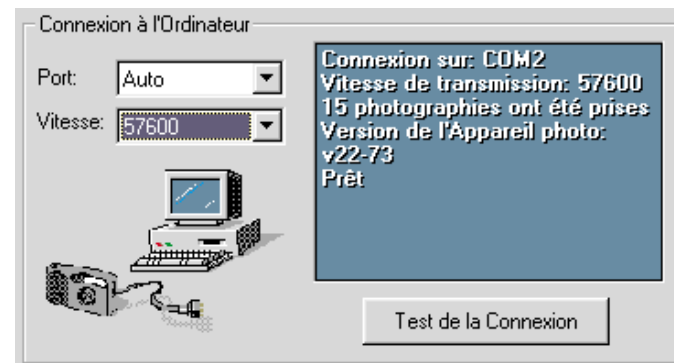 Connexion à l'Ordinateur
Port: Auto
Vitesse: 57600
Connexion sur: COM2
Vitesse de transmission: 57600
15 photographies ont été prises
Version de l'Appareil photo:
v22-73
Prêt
Test de la Connexion